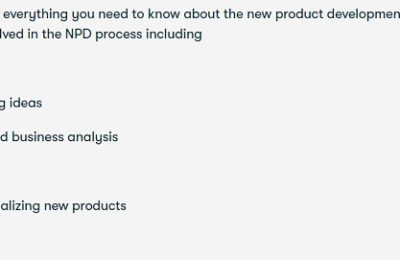 everything you need to know about the new product developmen
lved in the NPD process including
g ideas
d business analysis
alizing new products